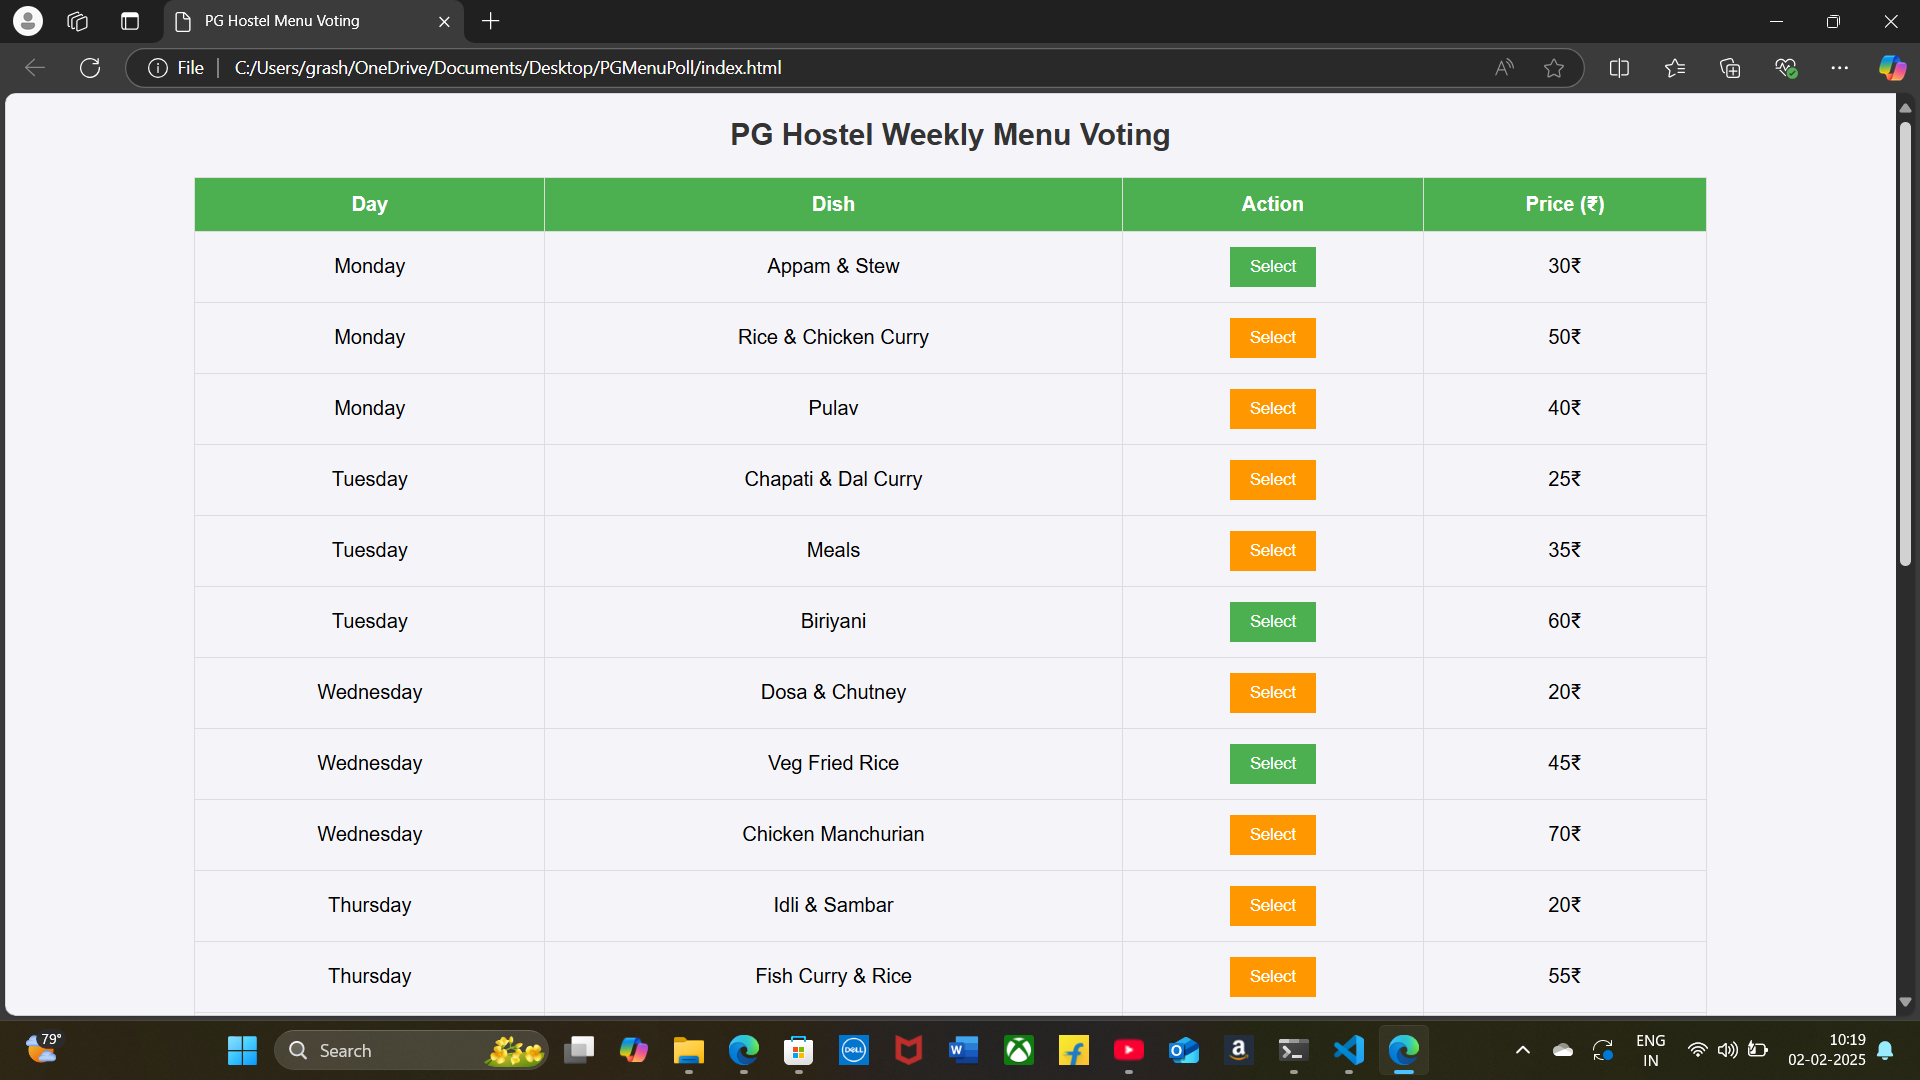 PG Hostel Menu Voting
File C:/Users/grash/OneDrive/Documents/Desktop/PGMenuPoll/index.html
PG Hostel Weekly Menu Voting
Day Dish Action Price (₹)
Monday Appam & Stew Select 30₹
Monday Rice & Chicken Curry Select 50₹
Monday Pulav Select 40₹
Tuesday Chapati & Dal Curry Select 25₹
Tuesday Meals Select 35₹
Tuesday Biriyani Select 60₹
Wednesday Dosa & Chutney Select 20₹
Wednesday Veg Fried Rice Select 45₹
Wednesday Chicken Manchurian Select 70₹
Thursday Idli & Sambar Select 20₹
Thursday Fish Curry & Rice Select 55₹
79°
Search
DELL
ENG
IN
10:19
02-02-2025